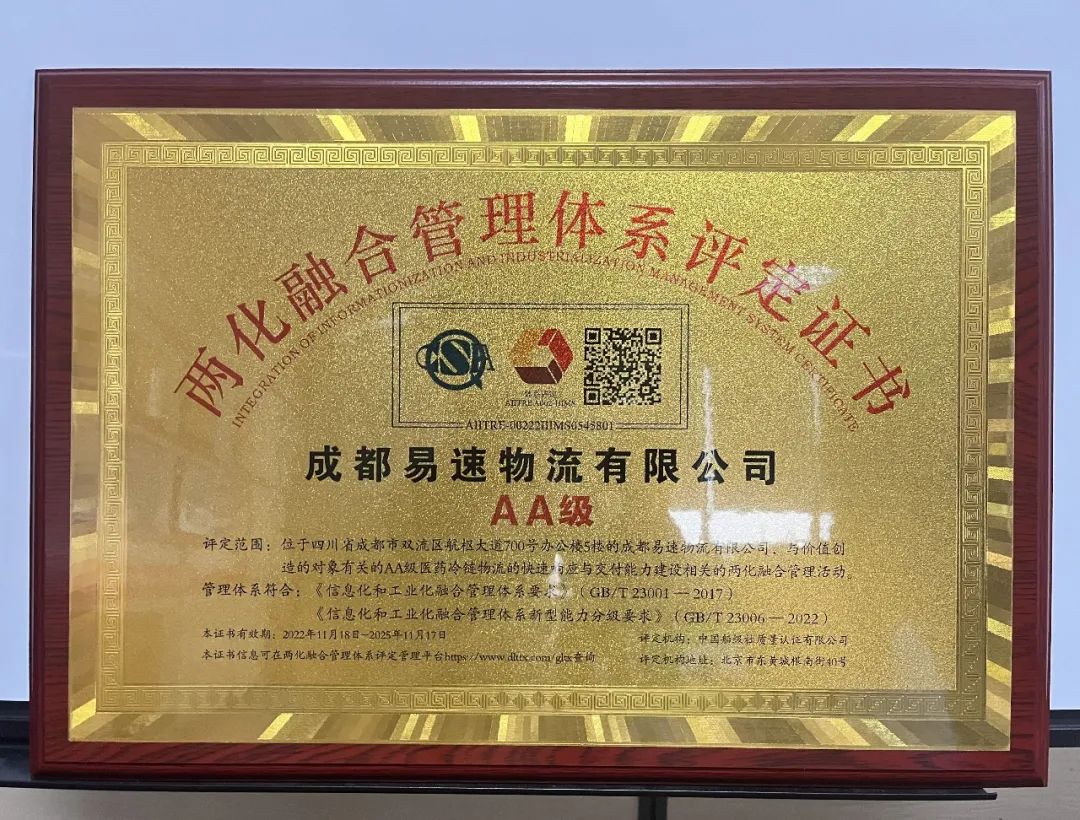 两化融合管理体系评定证书
INTEGRATION OF INFORMATIONIZATION AND INDUSTRIALIZATION MANAGEMENT SYSTEM CERTIFICATE
AIITRE-00222IIIMS0545801
成都易速物流有限公司
AA级
评定范围：位于四川省成都市双流区航枢大道700号办公楼5楼的成都易速物流有限公司，与价值创
造的对象有关的AA级医药冷链物流的快速响应与交付能力建设相关的两化融合管理活动。
管理体系符合：《信息化和工业化融合管理体系要求》（GB/T 23001—2017）
《信息化和工业化融合管理体系新型能力分级要求》（GB/T 23006—2022）
本证书有效期：2022年11月18日—2025年11月17日
评定机构：中国船级社质量认证有限公司
本证书信息可在两化融合管理体系评定管理平台https://www.dlttx.com/gltx查询
评定机构地址：北京市东黄城根南街40号